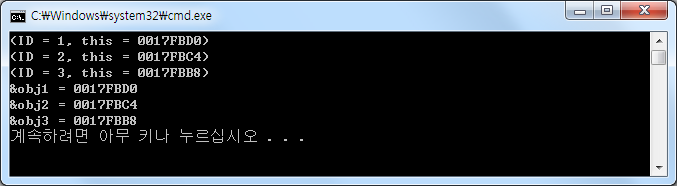 C:₩Windows₩system32₩cmd.exe
(ID = 1, this = 0017FBD0)
(ID = 2, this = 0017FBC4)
(ID = 3, this = 0017FBB8)
&obj1 = 0017FBD0
&obj2 = 0017FBC4
&obj3 = 0017FBB8
계속하려면 아무 키나 누르십시오 . . .